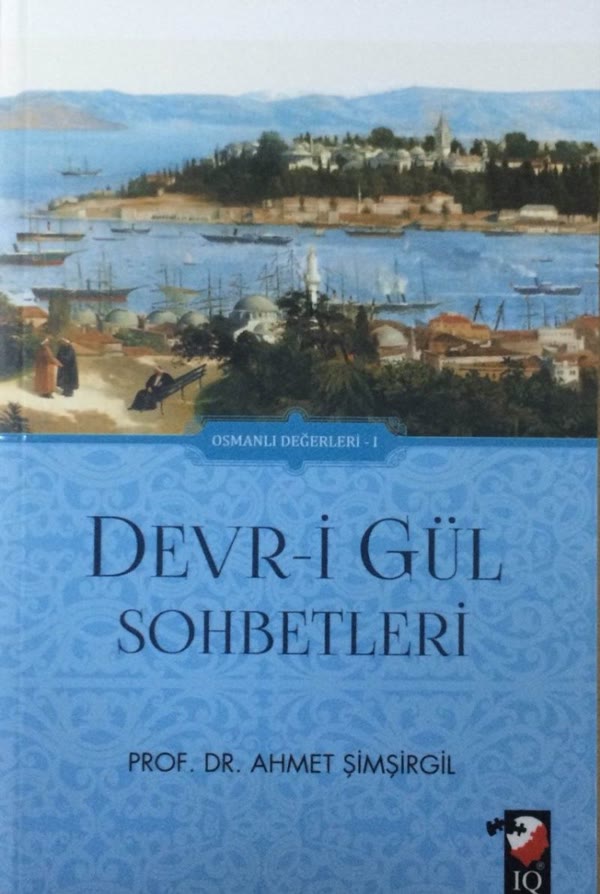 OSMANLI DEĞERLERİ - I
DEVR-İ GÜL
SOHBETLERİ
PROF. DR. AHMET ŞİMŞİRGİL
IQ